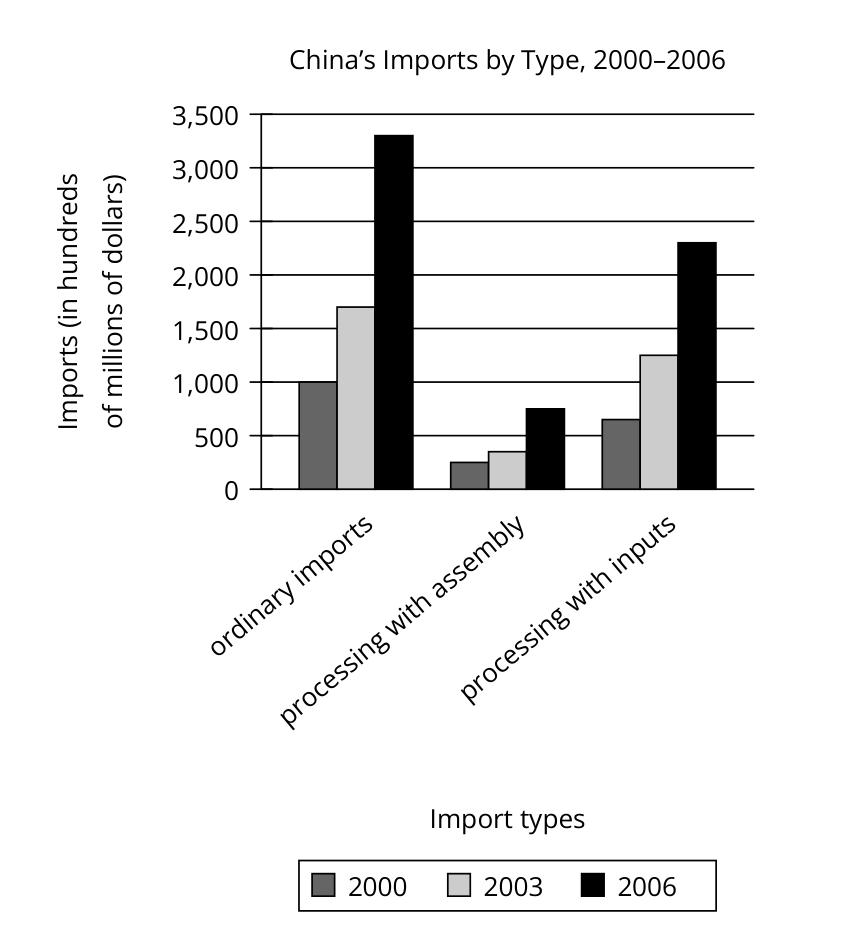 China’s Imports by Type, 2000–2006
Imports (in hundreds
of millions of dollars)
3,500
3,000
2,500
2,000
1,500
1,000
500
0
ordinary imports
processing with assembly
processing with inputs
Import types
2000 2003 2006